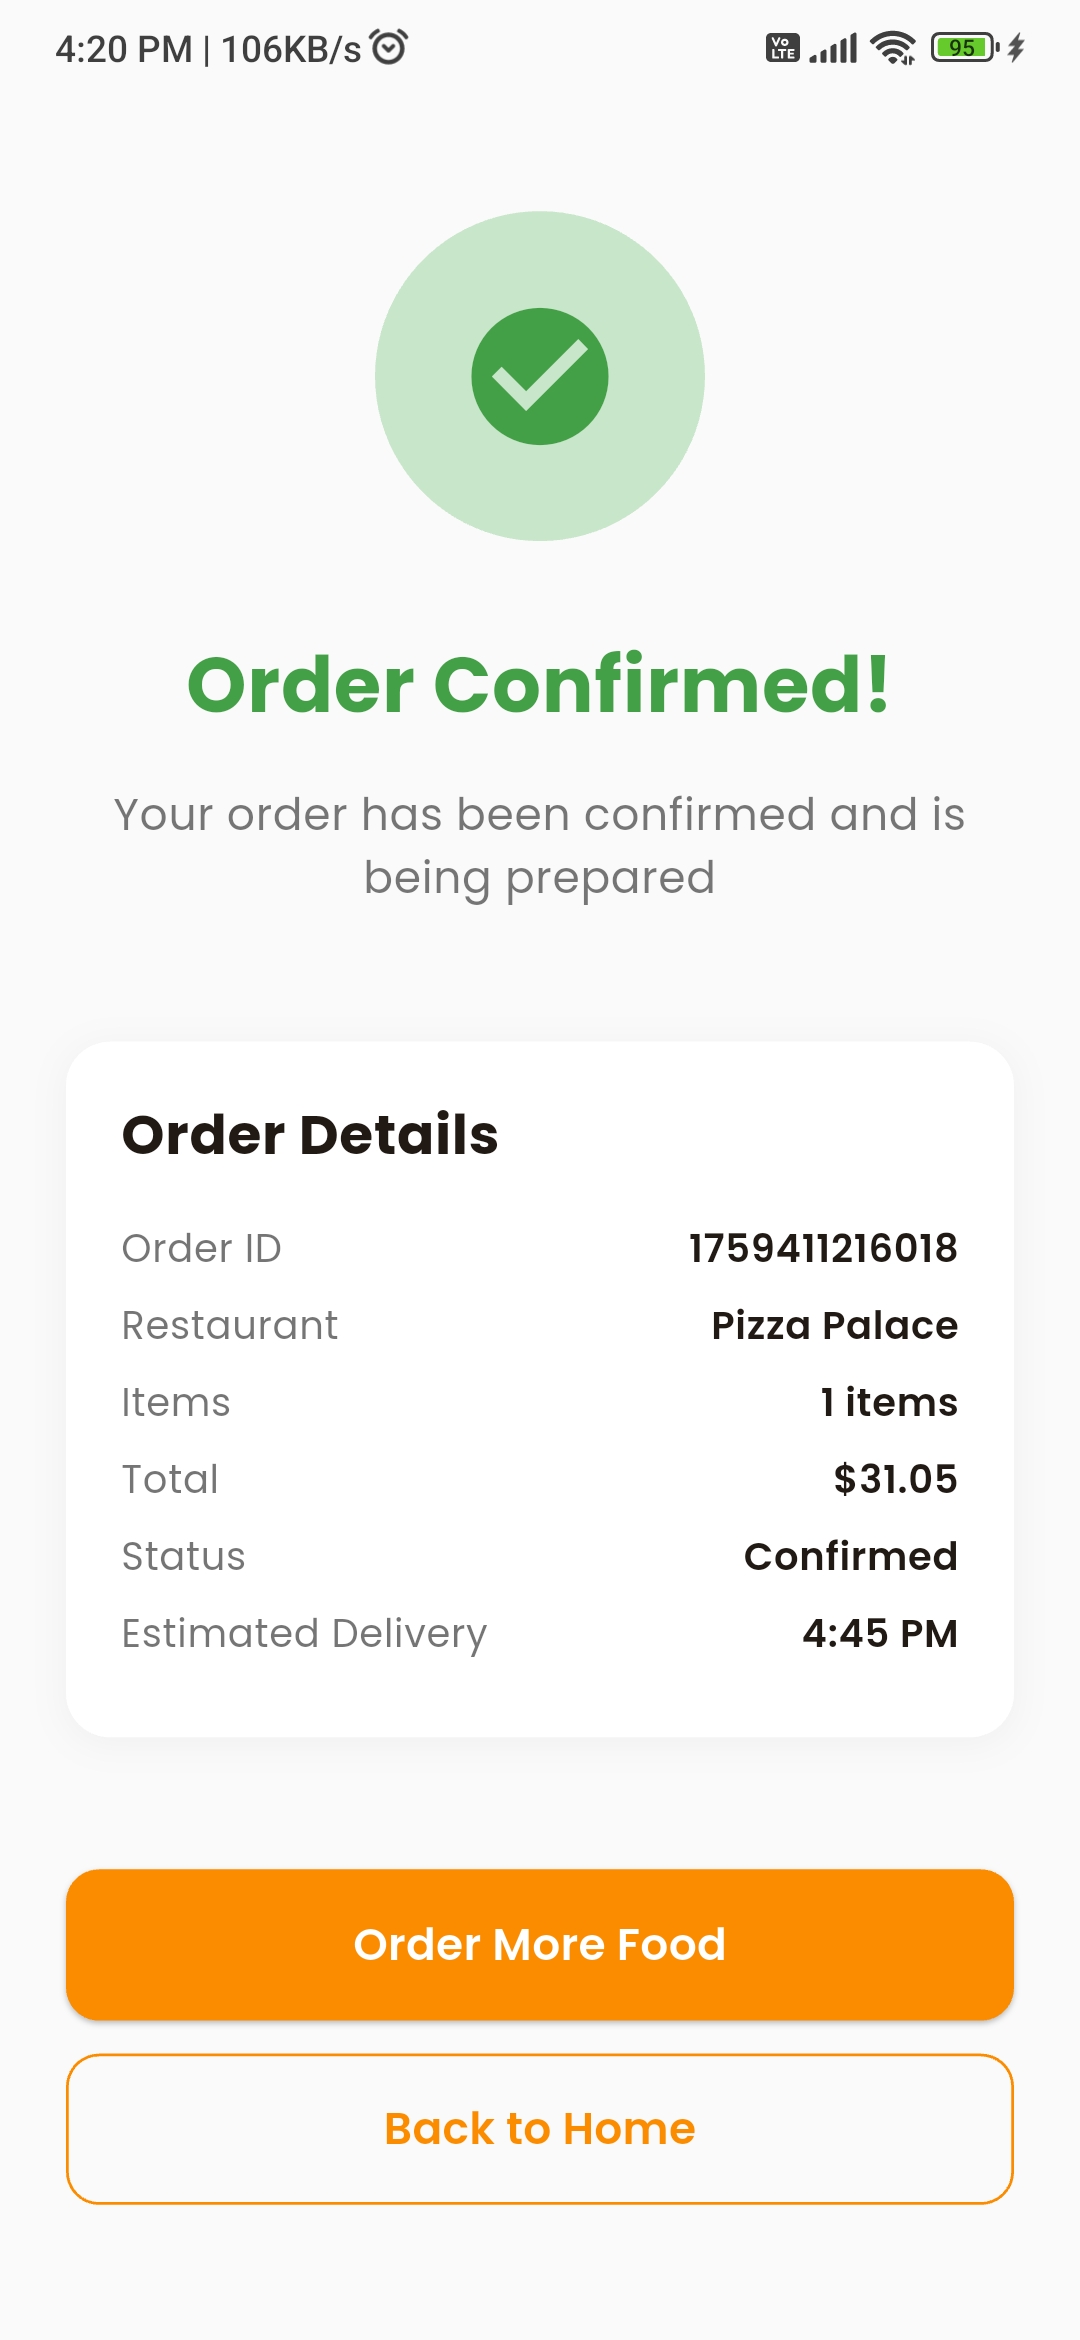 4:20 PM | 106KB/s
Vo LTE
95
Order Confirmed!
Your order has been confirmed and is
being prepared
Order Details
Order ID 1759411216018
Restaurant Pizza Palace
Items 1 items
Total $31.05
Status Confirmed
Estimated Delivery 4:45 PM
Order More Food
Back to Home